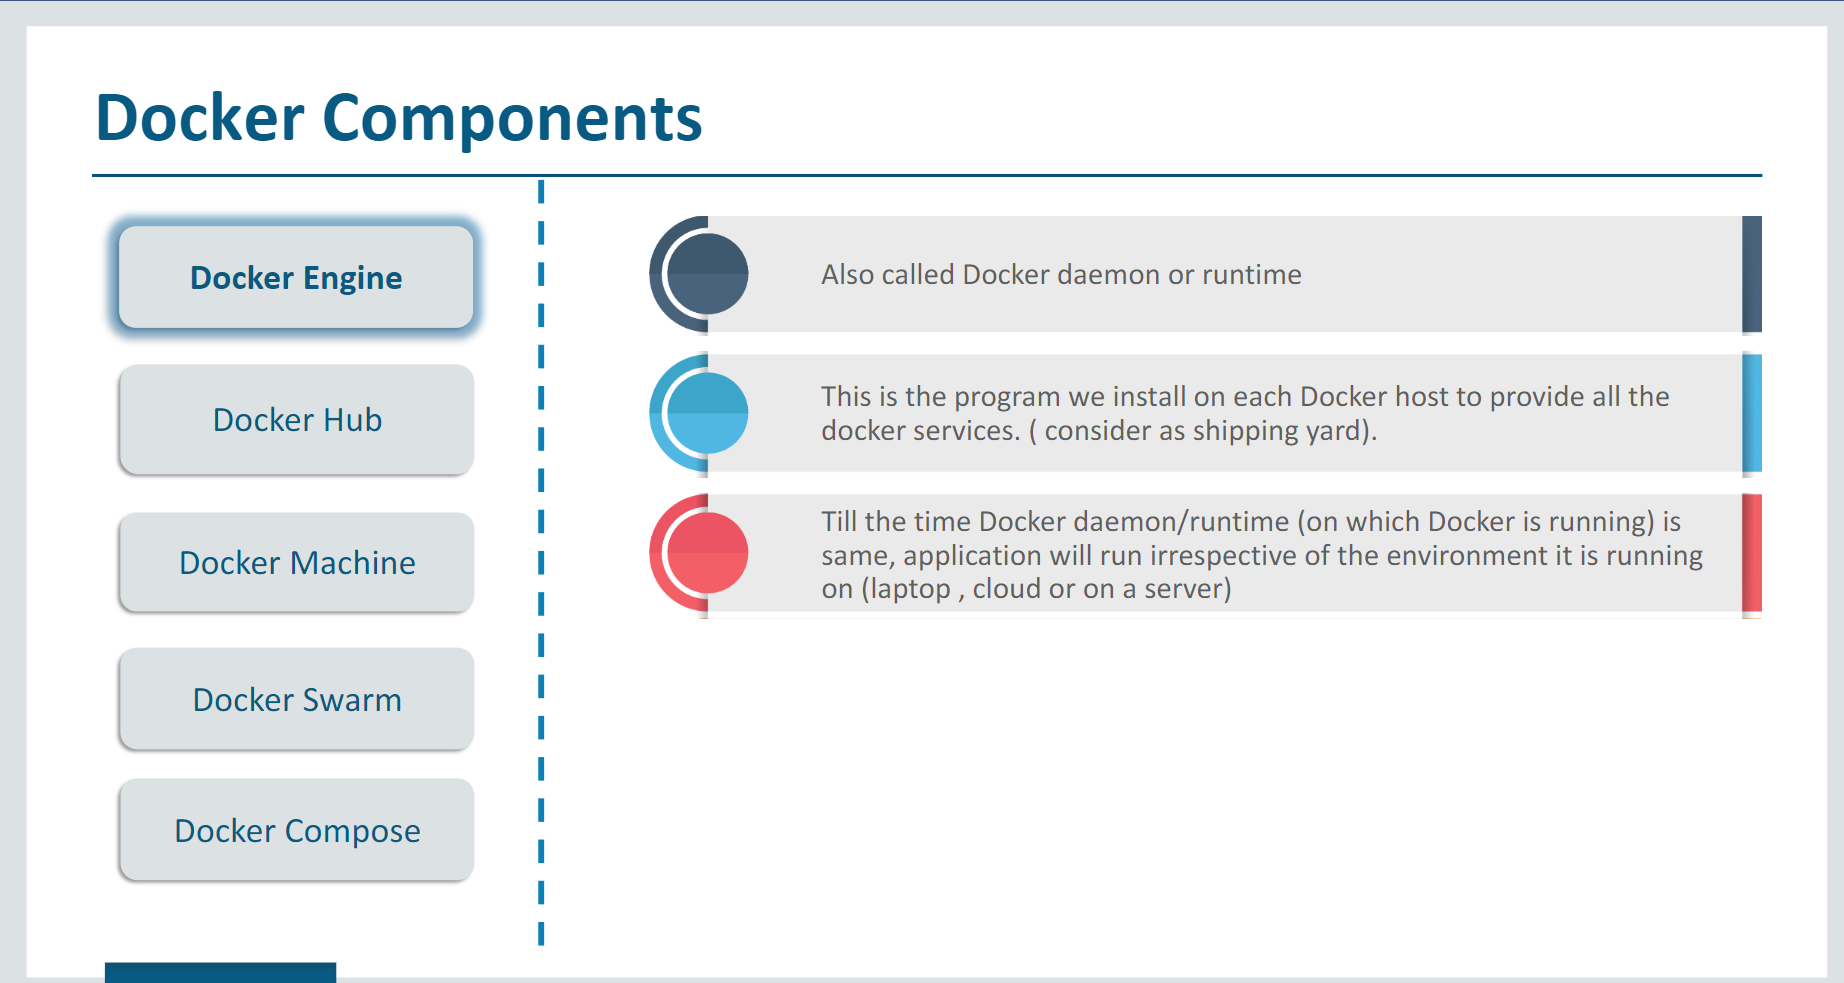 Docker Components
Docker Engine
Docker Hub
Docker Machine
Docker Swarm
Docker Compose
Also called Docker daemon or runtime
This is the program we install on each Docker host to provide all the
docker services. ( consider as shipping yard).
Till the time Docker daemon/runtime (on which Docker is running) is
same, application will run irrespective of the environment it is running
on (laptop , cloud or on a server)